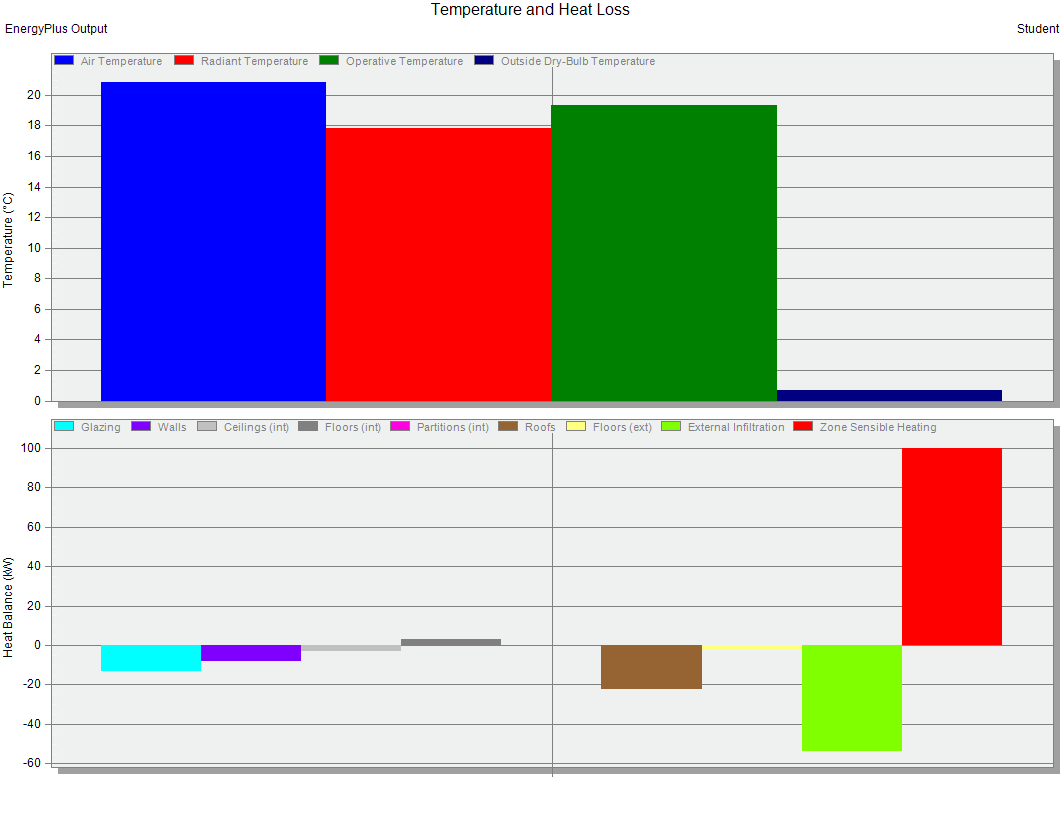 Temperature and Heat Loss
EnergyPlus Output
Student
Air Temperature Radiant Temperature Operative Temperature Outside Dry-Bulb Temperature
Temperature (°C)
20
18
16
14
12
10
8
6
4
2
0
Glazing Walls Ceilings (int) Floors (int) Partitions (int) Roofs Floors (ext) External Infiltration Zone Sensible Heating
Heat Balance (kW)
100
80
60
40
20
0
-20
-40
-60